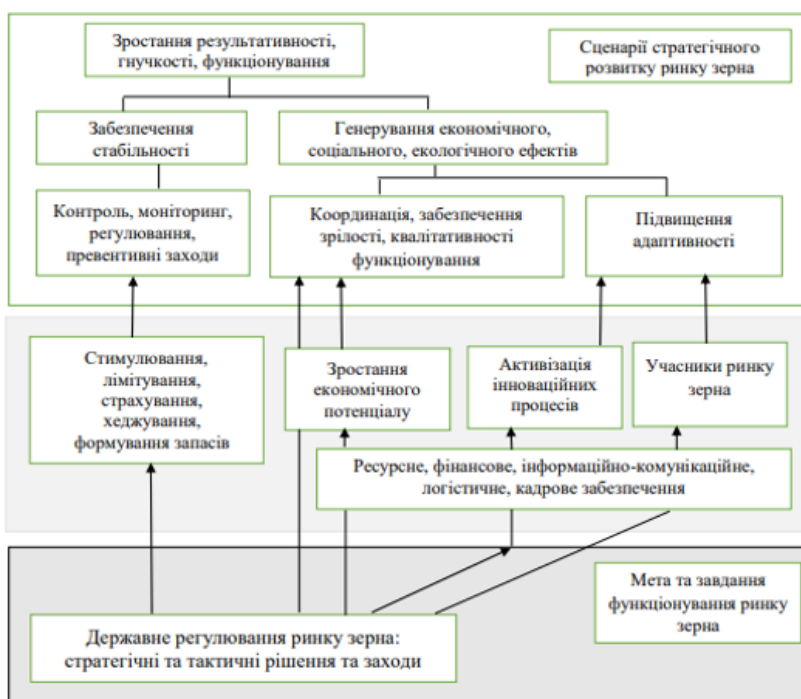 Зростання результативності,
гнучкості, функціонування
Сценарії стратегічного
розвитку ринку зерна
Забезпечення
стабільності
Генерування економічного,
соціального, екологічного ефектів
Контроль, моніторинг,
регулювання,
превентивні заходи
Координація, забезпечення
зрілості, квалітативності
функціонування
Підвищення
адаптивності
Стимулювання,
лімітування,
страхування,
хеджування,
формування запасів
Зростання
економічного
потенціалу
Активізація
інноваційних
процесів
Учасники ринку
зерна
Ресурсне, фінансове, інформаційно-комунікаційне,
логістичне, кадрове забезпечення
Мета та завдання
функціонування ринку
зерна
Державне регулювання ринку зерна:
стратегічні та тактичні рішення та заходи